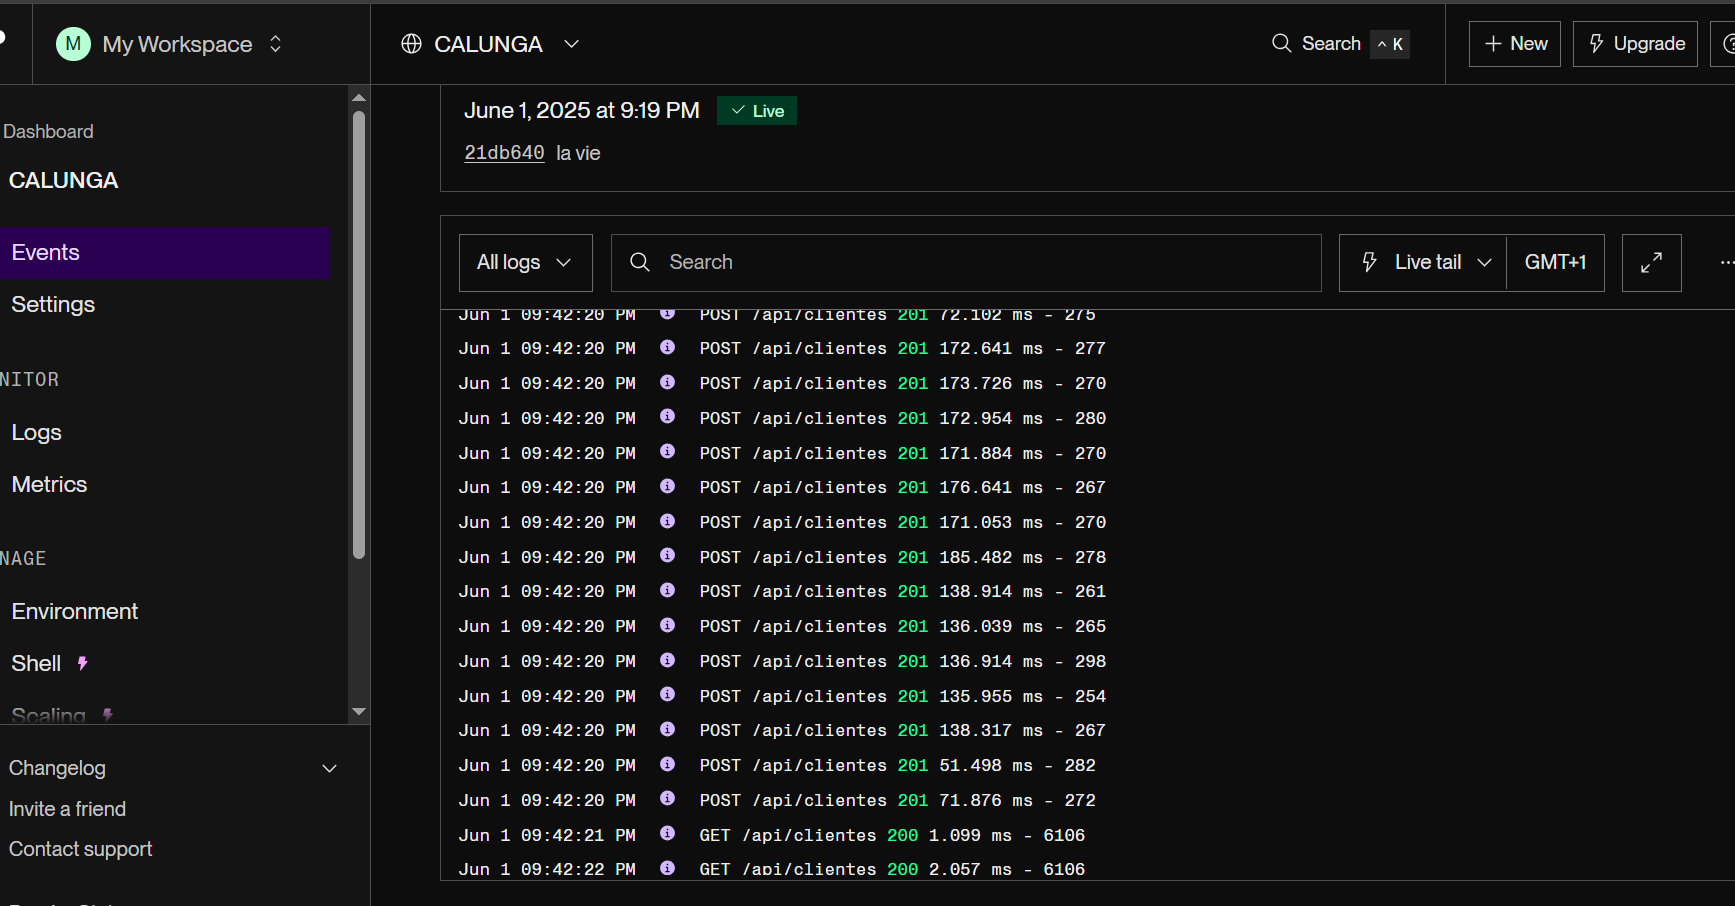 M My Workspace
CALUNGA
Search ^ K
+ New
Upgrade
Dashboard
CALUNGA
Events
Settings
NITOR
Logs
Metrics
NAGE
Environment
Shell
Scaling
Changelog
Invite a friend
Contact support
June 1, 2025 at 9:19 PM Live
21db640 la vie
All logs
Search
Live tail
GMT+1
Jun 1 09:42:20 PM i POST /api/clientes 201 72.102 ms - 275
Jun 1 09:42:20 PM i POST /api/clientes 201 172.641 ms - 277
Jun 1 09:42:20 PM i POST /api/clientes 201 173.726 ms - 270
Jun 1 09:42:20 PM i POST /api/clientes 201 172.954 ms - 280
Jun 1 09:42:20 PM i POST /api/clientes 201 171.884 ms - 270
Jun 1 09:42:20 PM i POST /api/clientes 201 176.641 ms - 267
Jun 1 09:42:20 PM i POST /api/clientes 201 171.053 ms - 270
Jun 1 09:42:20 PM i POST /api/clientes 201 185.482 ms - 278
Jun 1 09:42:20 PM i POST /api/clientes 201 138.914 ms - 261
Jun 1 09:42:20 PM i POST /api/clientes 201 136.039 ms - 265
Jun 1 09:42:20 PM i POST /api/clientes 201 136.914 ms - 298
Jun 1 09:42:20 PM i POST /api/clientes 201 135.955 ms - 254
Jun 1 09:42:20 PM i POST /api/clientes 201 138.317 ms - 267
Jun 1 09:42:20 PM i POST /api/clientes 201 51.498 ms - 282
Jun 1 09:42:20 PM i POST /api/clientes 201 71.876 ms - 272
Jun 1 09:42:21 PM i GET /api/clientes 200 1.099 ms - 6106
Jun 1 09:42:22 PM i GET /api/clientes 200 2.057 ms - 6106